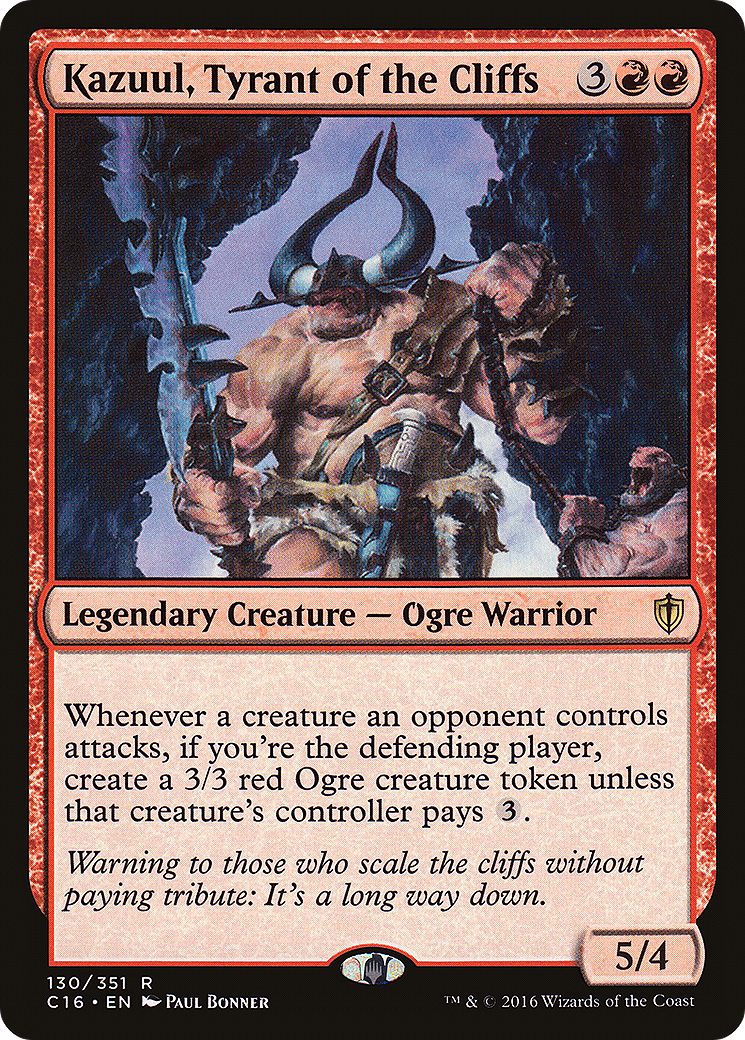 Kazuul, Tyrant of the Cliffs 3
Legendary Creature — Ogre Warrior
Whenever a creature an opponent controls
attacks, if you're the defending player,
create a 3/3 red Ogre creature token unless
that creature's controller pays 3.
Warning to those who scale the cliffs without
paying tribute: It's a long way down.
5/4
130/351 R
C16 • EN PAUL BONNER
™ & © 2016 Wizards of the Coast